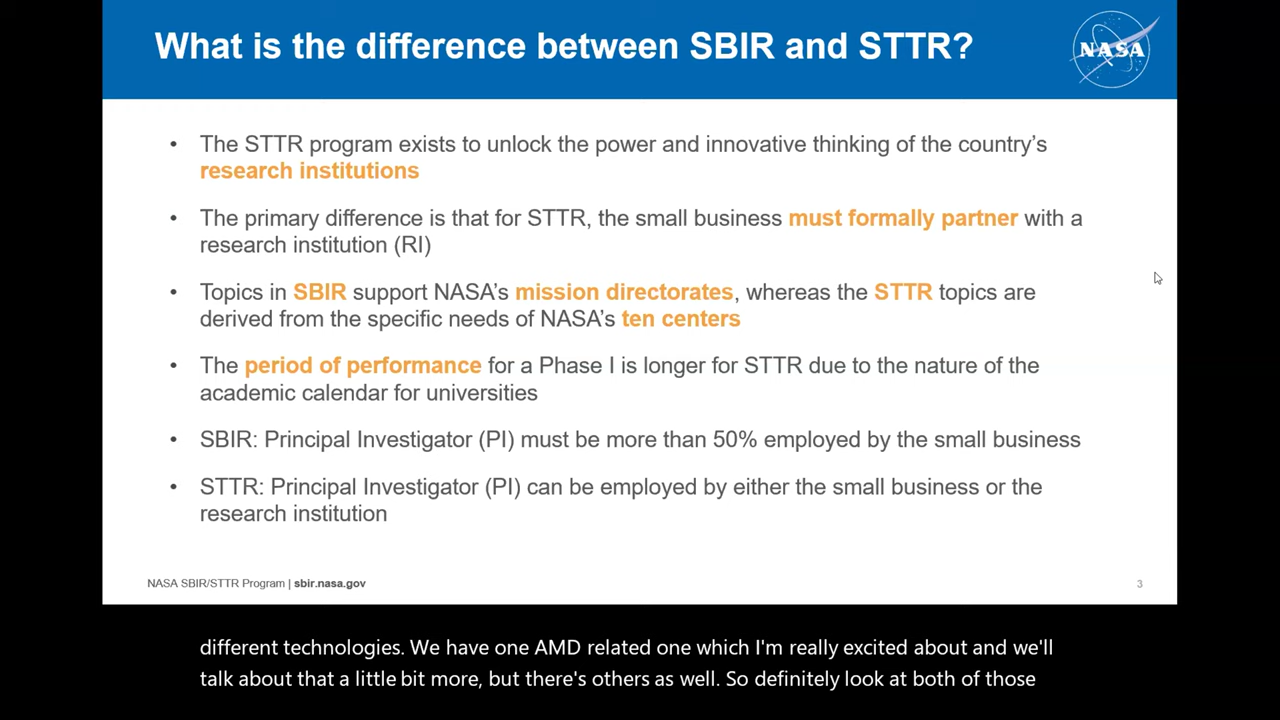 What is the difference between SBIR and STTR?
NASA
• The STTR program exists to unlock the power and innovative thinking of the country’s
research institutions
• The primary difference is that for STTR, the small business must formally partner with a
research institution (RI)
• Topics in SBIR support NASA’s mission directorates, whereas the STTR topics are
derived from the specific needs of NASA’s ten centers
• The period of performance for a Phase I is longer for STTR due to the nature of the
academic calendar for universities
• SBIR: Principal Investigator (PI) must be more than 50% employed by the small business
• STTR: Principal Investigator (PI) can be employed by either the small business or the
research institution
NASA SBIR/STTR Program | sbir.nasa.gov
3
different technologies. We have one AMD related one which I'm really excited about and we'll
talk about that a little bit more, but there's others as well. So definitely look at both of those